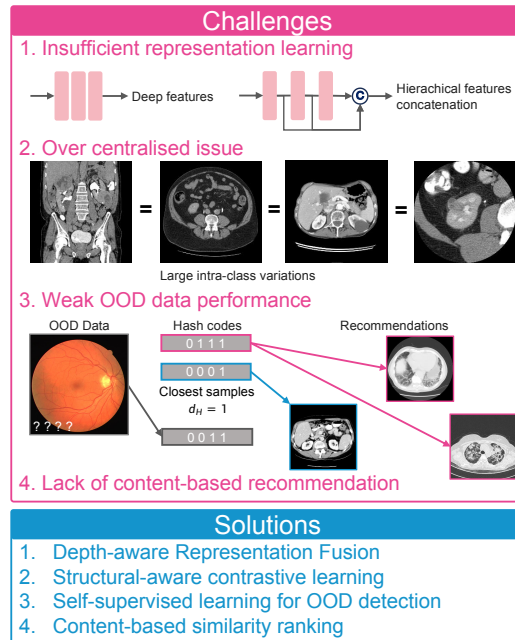 Challenges
1. Insufficient representation learning
Deep features
C
Hierachical features
concatenation
2. Over centralised issue
= = =
Large intra-class variations
3. Weak OOD data performance
OOD Data
Hash codes
Recommendations
0 1 1 1
0 0 0 1
Closest samples
d_H = 1
? ? ? ?
0 0 1 1
4. Lack of content-based recommendation
Solutions
1. Depth-aware Representation Fusion
2. Structural-aware contrastive learning
3. Self-supervised learning for OOD detection
4. Content-based similarity ranking